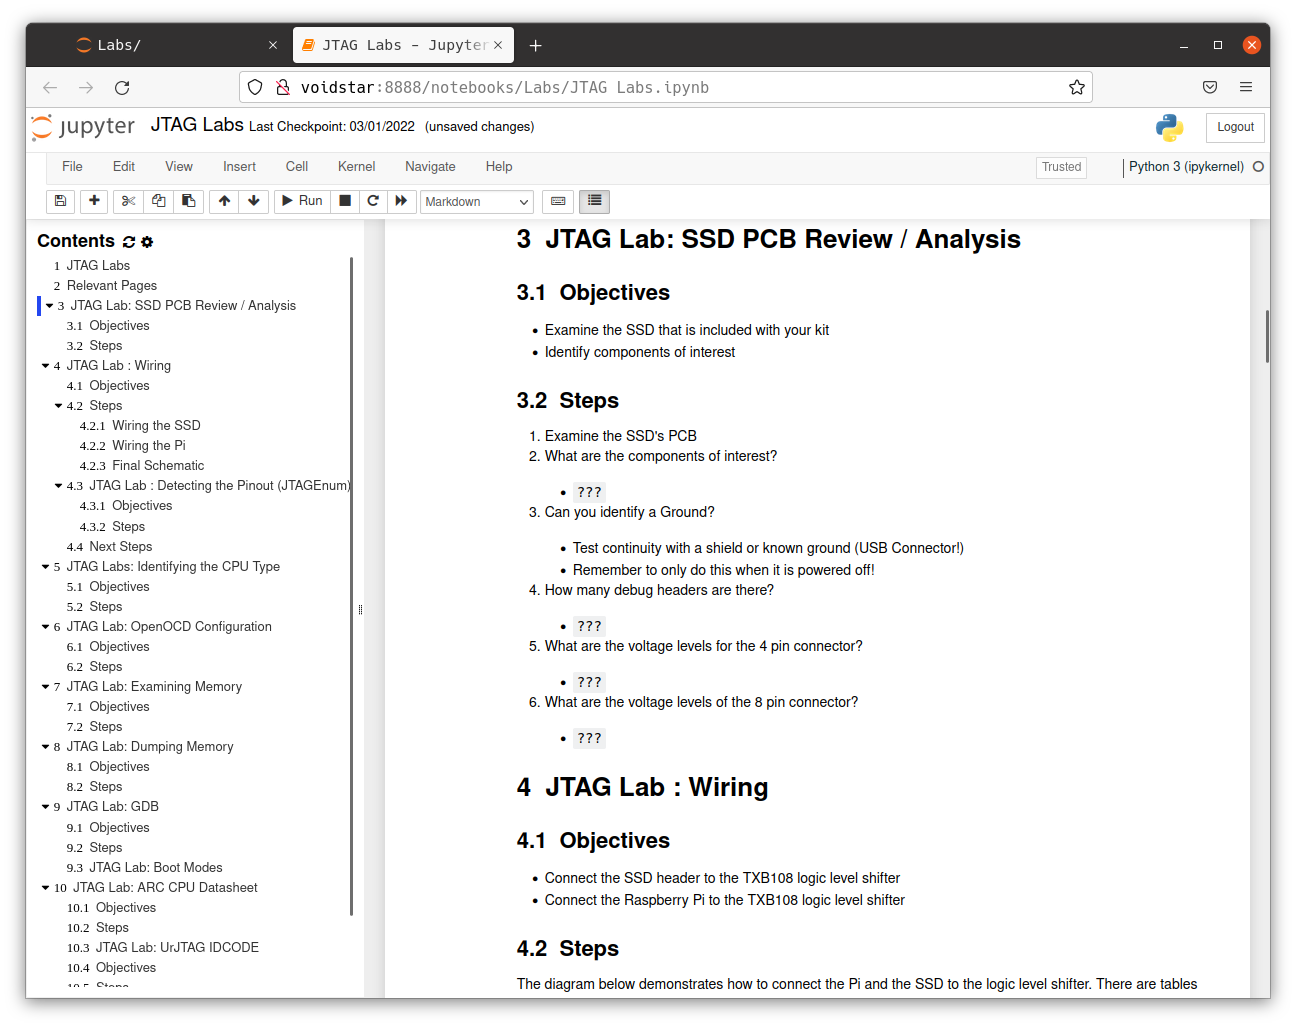 Labs/
JTAG Labs - Jupyter
voidstar:8888/notebooks/Labs/JTAG Labs.ipynb
jupyter JTAG Labs Last Checkpoint: 03/01/2022 (unsaved changes) Logout
File Edit View Insert Cell Kernel Navigate Help Trusted Python 3 (ipykernel)
Run Markdown
Contents
1 JTAG Labs
2 Relevant Pages
3 JTAG Lab: SSD PCB Review / Analysis
3.1 Objectives
3.2 Steps
4 JTAG Lab : Wiring
4.1 Objectives
4.2 Steps
4.2.1 Wiring the SSD
4.2.2 Wiring the Pi
4.2.3 Final Schematic
4.3 JTAG Lab : Detecting the Pinout (JTAGEnum)
4.3.1 Objectives
4.3.2 Steps
4.4 Next Steps
5 JTAG Labs: Identifying the CPU Type
5.1 Objectives
5.2 Steps
6 JTAG Lab: OpenOCD Configuration
6.1 Objectives
6.2 Steps
7 JTAG Lab: Examining Memory
7.1 Objectives
7.2 Steps
8 JTAG Lab: Dumping Memory
8.1 Objectives
8.2 Steps
9 JTAG Lab: GDB
9.1 Objectives
9.2 Steps
9.3 JTAG Lab: Boot Modes
10 JTAG Lab: ARC CPU Datasheet
10.1 Objectives
10.2 Steps
10.3 JTAG Lab: UrJTAG IDCODE
10.4 Objectives
10.5 Steps
3 JTAG Lab: SSD PCB Review / Analysis
3.1 Objectives
• Examine the SSD that is included with your kit
• Identify components of interest
3.2 Steps
1. Examine the SSD's PCB
2. What are the components of interest?
• ???
3. Can you identify a Ground?
• Test continuity with a shield or known ground (USB Connector!)
• Remember to only do this when it is powered off!
4. How many debug headers are there?
• ???
5. What are the voltage levels for the 4 pin connector?
• ???
6. What are the voltage levels of the 8 pin connector?
• ???
4 JTAG Lab : Wiring
4.1 Objectives
• Connect the SSD header to the TXB108 logic level shifter
• Connect the Raspberry Pi to the TXB108 logic level shifter
4.2 Steps
The diagram below demonstrates how to connect the Pi and the SSD to the logic level shifter. There are tables